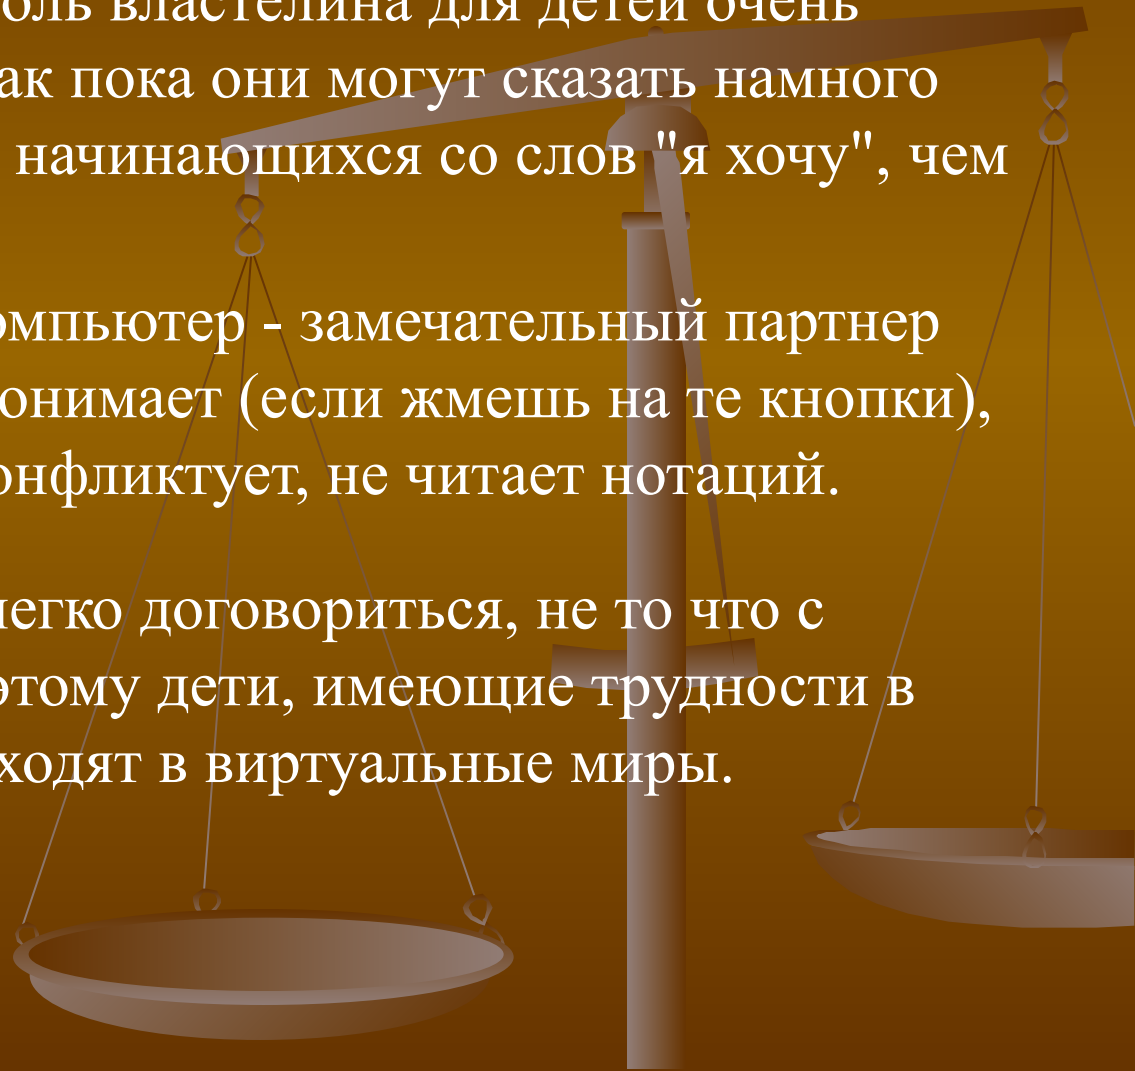 оль властелина для детей очень
ак пока они могут сказать намного
начинающихся со слов "я хочу", чем
омпьютер - замечательный партнер
онимает (если жмешь на те кнопки),
онфликтует, не читает нотаций.
легко договориться, не то что с
этому дети, имеющие трудности в
ходят в виртуальные миры.